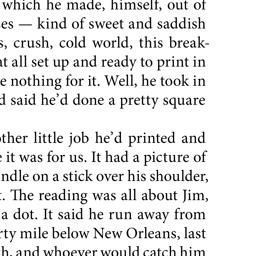 which he made, himself, out of
es — kind of sweet and saddish
s, crush, cold world, this break-
at all set up and ready to print in
e nothing for it. Well, he took in
d said he’d done a pretty square
other little job he’d printed and
e it was for us. It had a picture of
ndle on a stick over his shoulder,
t. The reading was all about Jim,
a dot. It said he run away from
rty mile below New Orleans, last
h, and whoever would catch him